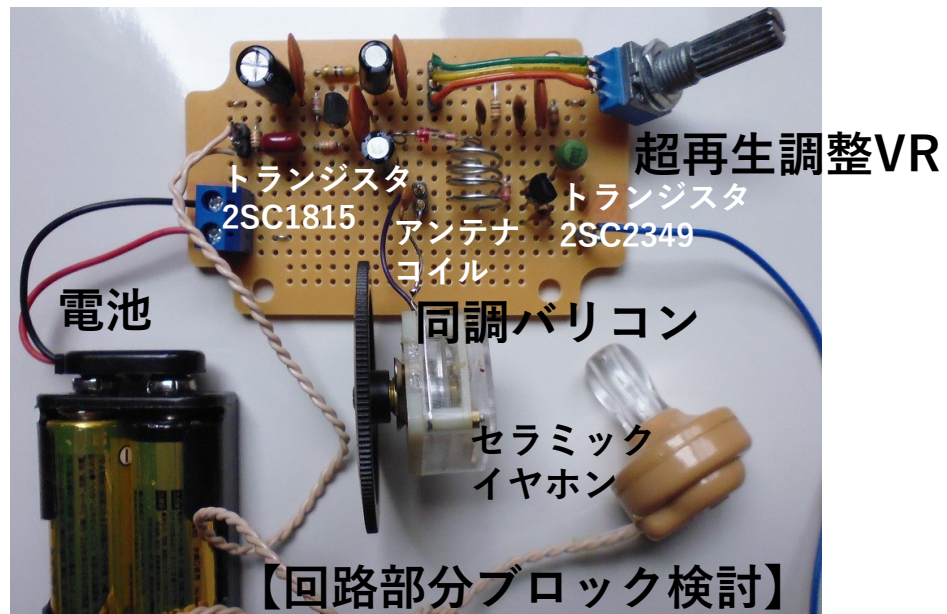 超再生調整VR
トランジスタ
2SC1815
トランジスタ
2SC2349
アンテナ
コイル
電池
同調バリコン
セラミック
イヤホン
【回路部分ブロック検討】